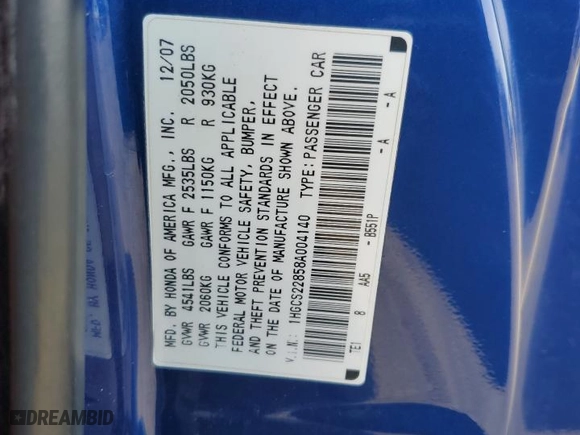 MFD. BY HONDA OF AMERICA MFG., INC. 12/07
GVWR 4541LBS GAWR F 2535LBS R 2050LBS
GVWR 2060KG GAWR F 1150KG R 930KG
THIS VEHICLE CONFORMS TO ALL APPLICABLE
FEDERAL MOTOR VEHICLE SAFETY, BUMPER,
AND THEFT PREVENTION STANDARDS IN EFFECT
ON THE DATE OF MANUFACTURE SHOWN ABOVE.
V.I.N.: 1HGCS22858A004140 TYPE:PASSENGER CAR
TE1 8 AA5 - B551P - A - A
DREAMBID